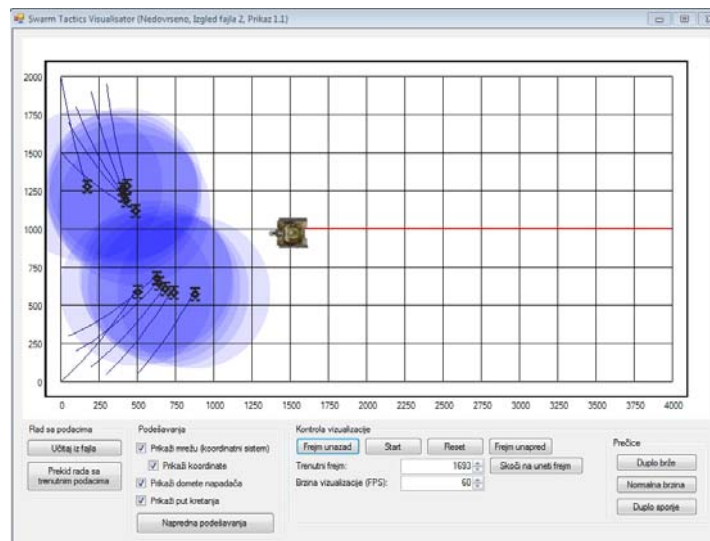 Swarm Tactics Visualisator (Nedovrseno, Izgled fajla 2, Prikaz 1.1)
2000
1750
1500
1250
1000
750
500
250
0
0 250 500 750 1000 1250 1500 1750 2000 2250 2500 2750 3000 3250 3500 3750 4000
Rad sa podacima
Učitaj iz fajla
Prekid rada sa
trenutnim podacima
Podešavanja
Prikaži mrežu (koordinatni sistem)
Prikaži koordinate
Prikaži domete napadača
Prikaži put kretanja
Napredna podešavanja
Kontrola vizualizacije
Frejm unazad Start Reset Frejm unapred
Trenutni frejm: 1693 Skoči na uneti frejm
Brzina vizualizacije (FPS): 60
Prečice
Duplo brže
Normalna brzina
Duplo sporije